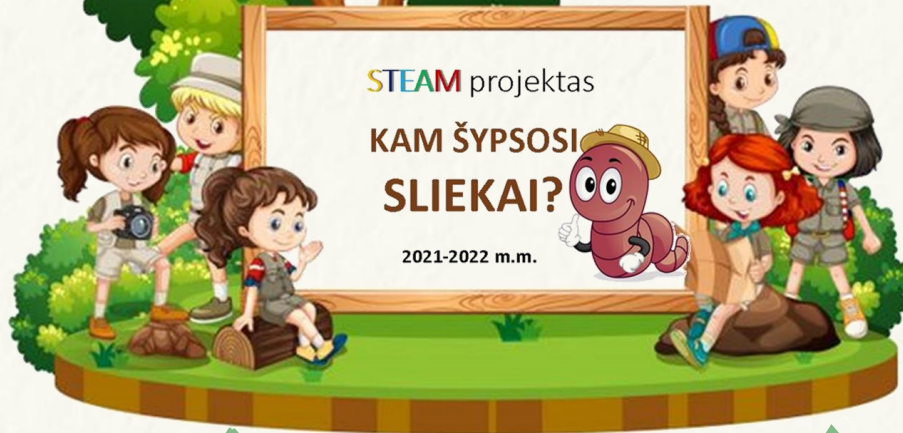 STEAM projektas
KAM ŠYPSOSI
SLIEKAI?
2021-2022 m.m.